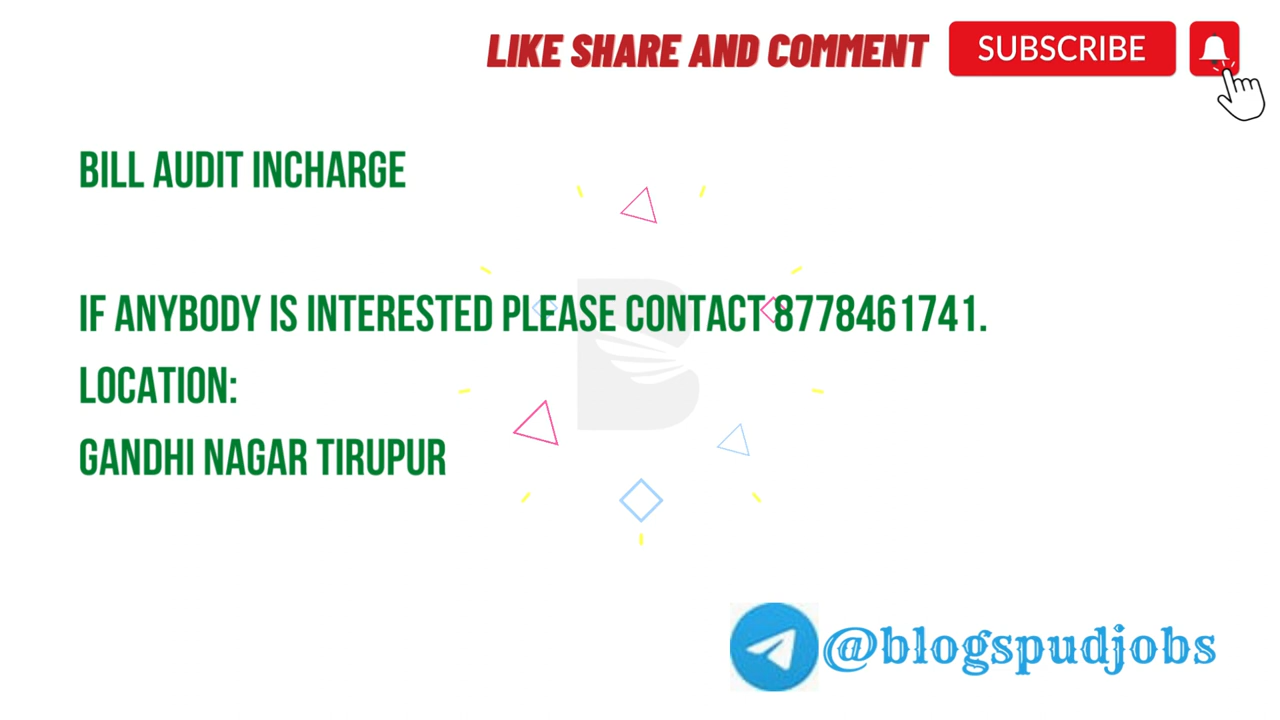 LIKE SHARE AND COMMENT SUBSCRIBE
BILL AUDIT INCHARGE
IF ANYBODY IS INTERESTED PLEASE CONTACT 8778461741.
LOCATION:
GANDHI NAGAR TIRUPUR
@blogspudjobs